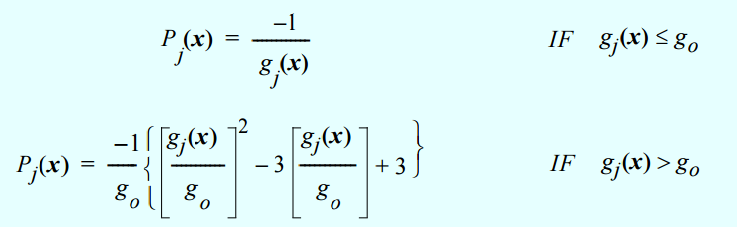 P_j(x) = -1 / g_j(x) IF g_j(x) ≤ g_o
P_j(x) = -1 / g_o { [g_j(x) / g_o]^2 - 3 [g_j(x) / g_o] + 3 } IF g_j(x) > g_o